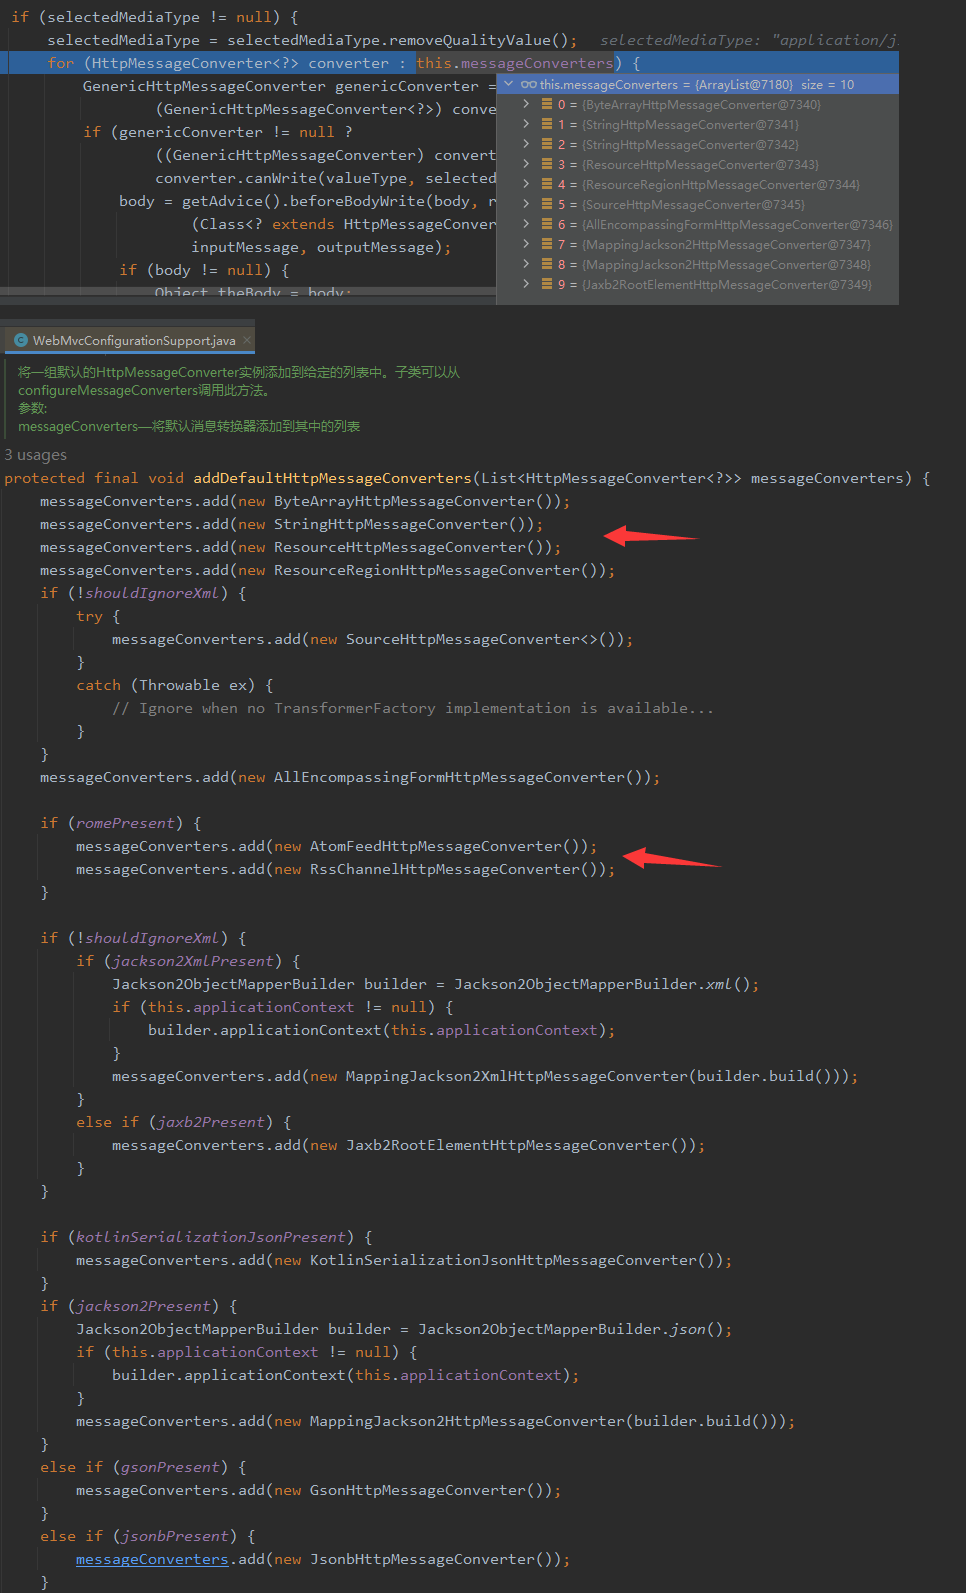 if (selectedMediaType != null) {
selectedMediaType = selectedMediaType.removeQualityValue();   selectedMediaType: "application/j
for (HttpMessageConverter<?> converter : this.messageConverters) {
GenericHttpMessageConverter genericConverter =
(GenericHttpMessageConverter<?>) conve
if (genericConverter != null ?
((GenericHttpMessageConverter) convert
converter.canWrite(valueType, selected
body = getAdvice().beforeBodyWrite(body, r
(Class<? extends HttpMessageConver
inputMessage, outputMessage);
if (body != null) {
Object theBody = body;
this.messageConverters = {ArrayList@7180}  size = 10
0 = {ByteArrayHttpMessageConverter@7340}
1 = {StringHttpMessageConverter@7341}
2 = {StringHttpMessageConverter@7342}
3 = {ResourceHttpMessageConverter@7343}
4 = {ResourceRegionHttpMessageConverter@7344}
5 = {SourceHttpMessageConverter@7345}
6 = {AllEncompassingFormHttpMessageConverter@7346}
7 = {MappingJackson2HttpMessageConverter@7347}
8 = {MappingJackson2HttpMessageConverter@7348}
9 = {Jaxb2RootElementHttpMessageConverter@7349}
C WebMvcConfigurationSupport.java ×
将一组默认的HttpMessageConverter实例添加到给定的列表中。子类可以从
configureMessageConverters调用此方法。
参数:
messageConverters—将默认消息转换器添加到其中的列表
3 usages
protected final void addDefaultHttpMessageConverters(List<HttpMessageConverter<?>> messageConverters) {
messageConverters.add(new ByteArrayHttpMessageConverter());
messageConverters.add(new StringHttpMessageConverter());
messageConverters.add(new ResourceHttpMessageConverter());
messageConverters.add(new ResourceRegionHttpMessageConverter());
if (!shouldIgnoreXml) {
try {
messageConverters.add(new SourceHttpMessageConverter<>());
}
catch (Throwable ex) {
// Ignore when no TransformerFactory implementation is available...
}
}
messageConverters.add(new AllEncompassingFormHttpMessageConverter());
if (romePresent) {
messageConverters.add(new AtomFeedHttpMessageConverter());
messageConverters.add(new RssChannelHttpMessageConverter());
}
if (!shouldIgnoreXml) {
if (jackson2XmlPresent) {
Jackson2ObjectMapperBuilder builder = Jackson2ObjectMapperBuilder.xml();
if (this.applicationContext != null) {
builder.applicationContext(this.applicationContext);
}
messageConverters.add(new MappingJackson2XmlHttpMessageConverter(builder.build()));
}
else if (jaxb2Present) {
messageConverters.add(new Jaxb2RootElementHttpMessageConverter());
}
}
if (kotlinSerializationJsonPresent) {
messageConverters.add(new KotlinSerializationJsonHttpMessageConverter());
}
if (jackson2Present) {
Jackson2ObjectMapperBuilder builder = Jackson2ObjectMapperBuilder.json();
if (this.applicationContext != null) {
builder.applicationContext(this.applicationContext);
}
messageConverters.add(new MappingJackson2HttpMessageConverter(builder.build()));
}
else if (gsonPresent) {
messageConverters.add(new GsonHttpMessageConverter());
}
else if (jsonbPresent) {
messageConverters.add(new JsonbHttpMessageConverter());
}